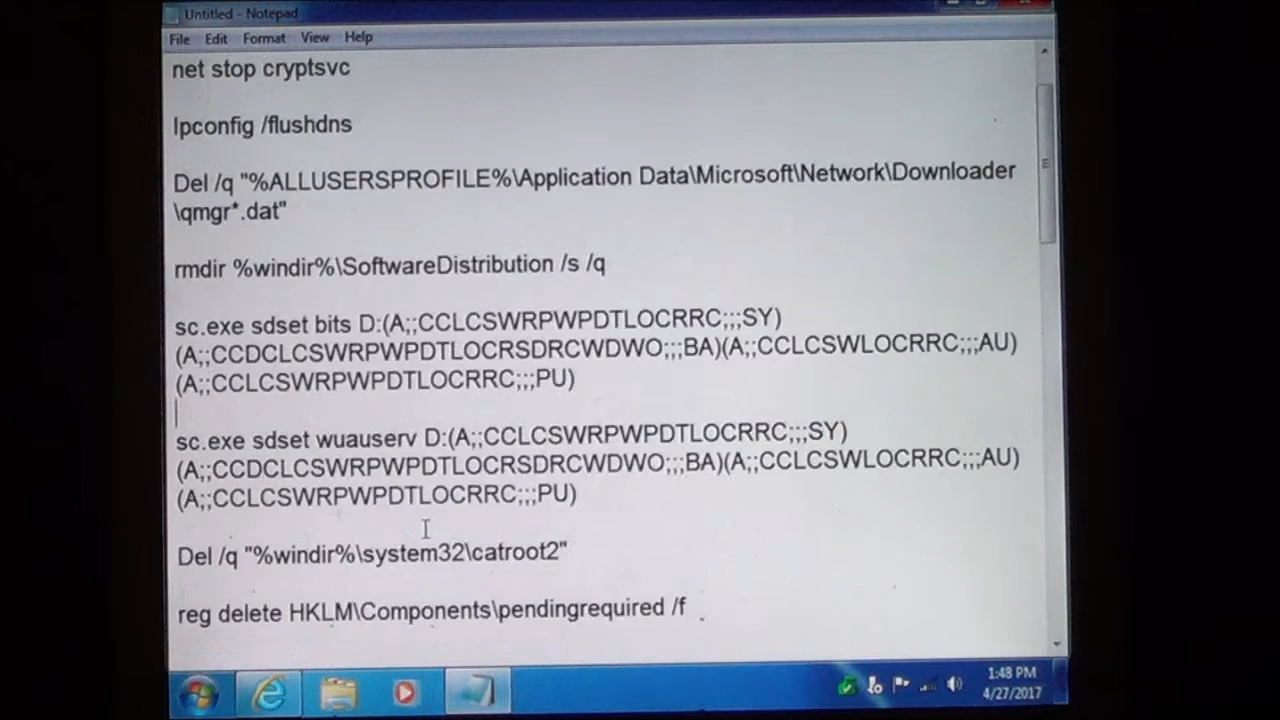 Untitled - Notepad
File Edit Format View Help
net stop cryptsvc
Ipconfig /flushdns
Del /q "%ALLUSERSPROFILE%\Application Data\Microsoft\Network\Downloader
\qmgr*.dat"
rmdir %windir%\SoftwareDistribution /s /q
sc.exe sdset bits D:(A;;CCLCSWRPWPDTLOCRRC;;;SY)
(A;;CCDCLCSWRPWPDTLOCRSDRCWDWO;;;BA)(A;;CCLCSWLOCRRC;;;AU)
(A;;CCLCSWRPWPDTLOCRRC;;;PU)
sc.exe sdset wuauserv D:(A;;CCLCSWRPWPDTLOCRRC;;;SY)
(A;;CCDCLCSWRPWPDTLOCRSDRCWDWO;;;BA)(A;;CCLCSWLOCRRC;;;AU)
(A;;CCLCSWRPWPDTLOCRRC;;;PU)
Del /q "%windir%\system32\catroot2"
reg delete HKLM\Components\pendingrequired /f
1:48 PM
4/27/2017